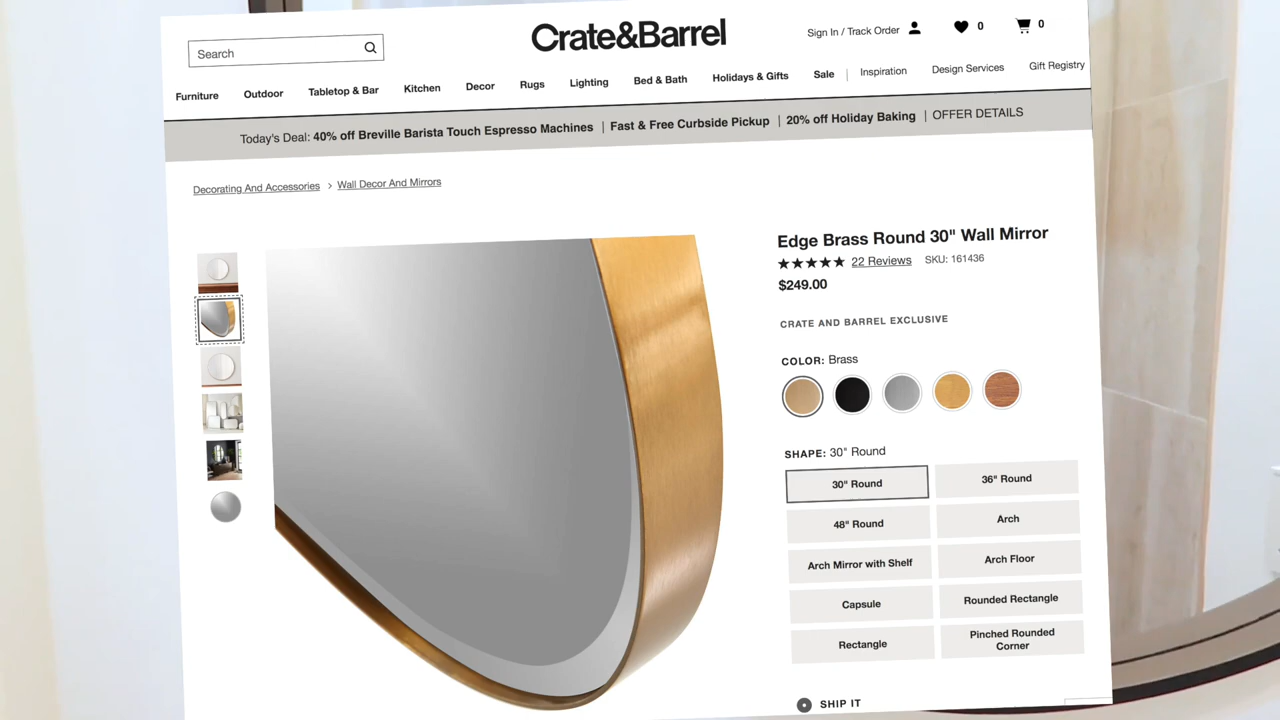 Search
Crate&Barrel
Sign In / Track Order
0
0
Furniture
Outdoor
Tabletop & Bar
Kitchen
Decor
Rugs
Lighting
Bed & Bath
Holidays & Gifts
Sale
Inspiration
Design Services
Gift Registry
Today's Deal: 40% off Breville Barista Touch Espresso Machines | Fast & Free Curbside Pickup | 20% off Holiday Baking | OFFER DETAILS
Decorating And Accessories > Wall Decor And Mirrors
Edge Brass Round 30" Wall Mirror
★★★★★ 22 Reviews SKU: 161436
$249.00
CRATE AND BARREL EXCLUSIVE
COLOR: Brass
SHAPE: 30" Round
30" Round
36" Round
48" Round
Arch
Arch Mirror with Shelf
Arch Floor
Capsule
Rounded Rectangle
Rectangle
Pinched Rounded
Corner
SHIP IT